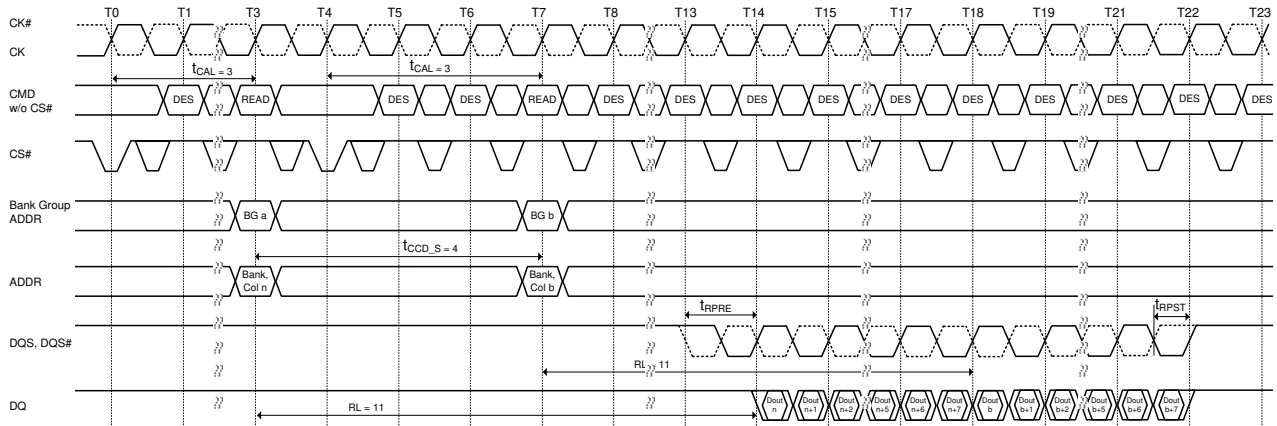 T0 T1 T3 T4 T5 T6 T7 T8 T13 T14 T15 T16 T17 T18 T19 T21 T22 T23
CK#
CK
tCAL = 3 tCAL = 3
CMD
w/o CS#
DES READ DES DES READ DES DES DES DES DES DES DES DES DES DES DES
CS#
Bank Group
ADDR
BG a BG b
tCCD_S = 4
ADDR
Bank,
Col n
Bank,
Col b
tRPRE tRPST
DQS, DQS#
RL 11
DQ
RL = 11
Dout
n
Dout
n+1
Dout
n+2
Dout
n+5
Dout
n+6
Dout
n+7
Dout
b
Dout
b+1
Dout
b+2
Dout
b+5
Dout
b+6
Dout
b+7